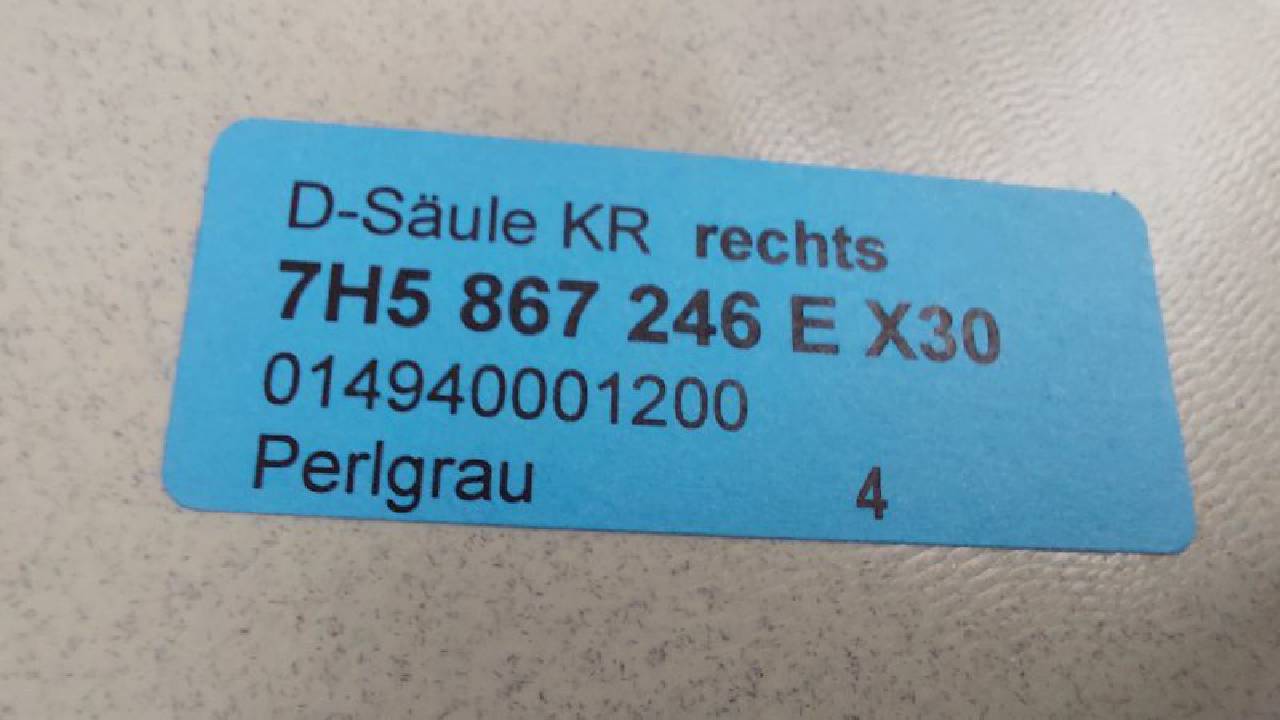 D-Säule KR rechts
7H5 867 246 E X30
014940001200
Perlgrau 4